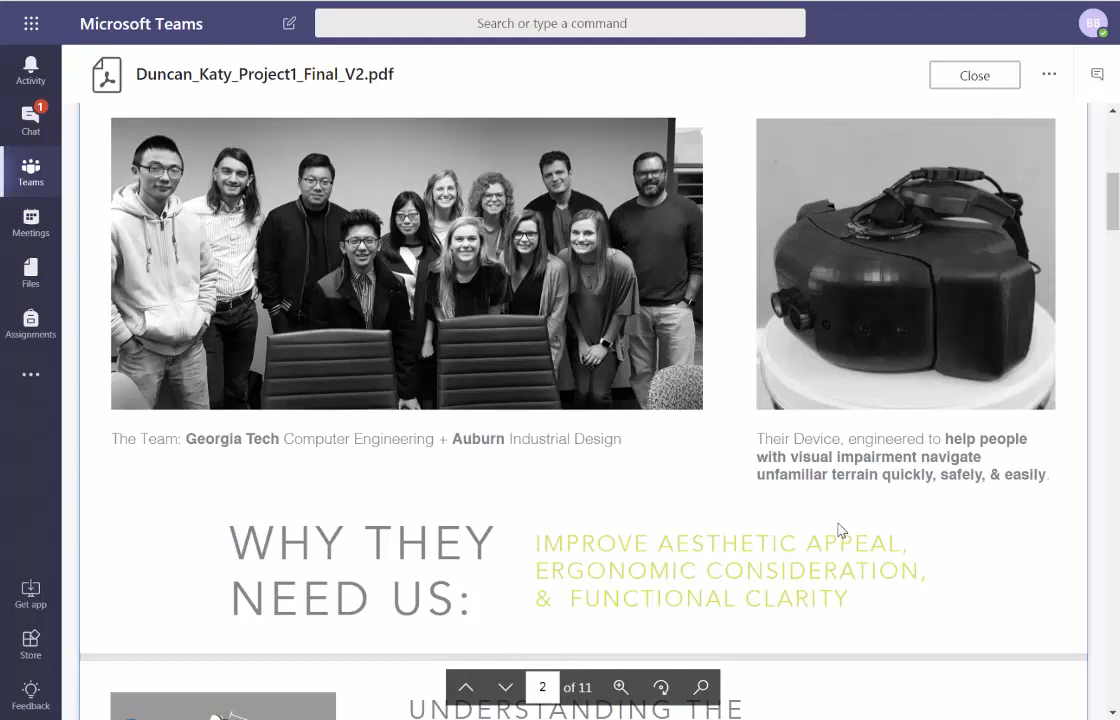 Microsoft Teams
Search or type a command
BB
Activity
1
Chat
Teams
Meetings
Files
Assignments
Get app
Store
Feedback
Duncan_Katy_Project1_Final_V2.pdf
Close
The Team: Georgia Tech Computer Engineering + Auburn Industrial Design
Their Device, engineered to help people
with visual impairment navigate
unfamiliar terrain quickly, safely, & easily.
WHY THEY
NEED US:
IMPROVE AESTHETIC APPEAL,
ERGONOMIC CONSIDERATION,
& FUNCTIONAL CLARITY
2 of 11
UNDERSTANDING THE